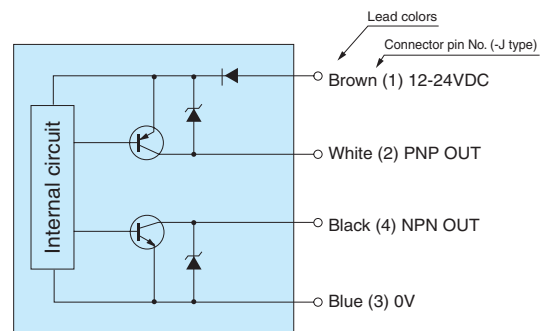 Lead colors
Connector pin No. (-J type)
Brown (1) 12-24VDC
White (2) PNP OUT
Internal circuit
Black (4) NPN OUT
Blue (3) 0V